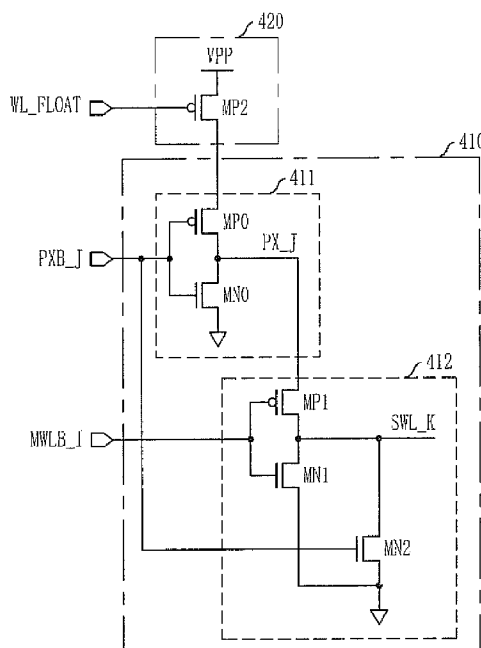 420
VPP
WL_FLOAT
MP2
410
411
MP0
PX_J
PXB_J
MN0
412
MP1
SWL_K
MWLB_I
MN1
MN2